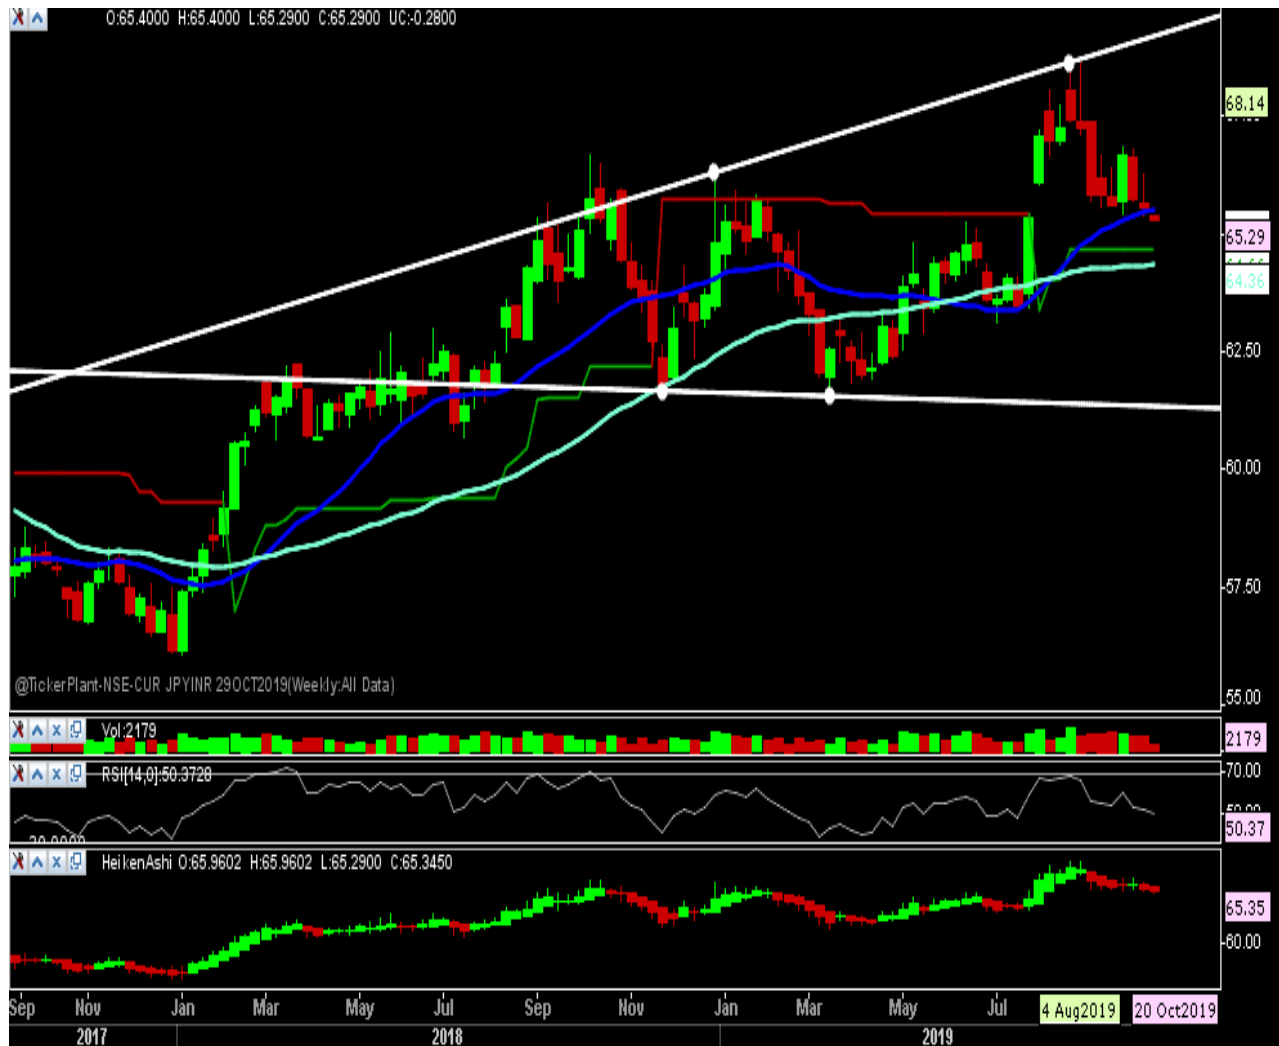 O:65.4000 H:65.4000 L:65.2900 C:65.2900 UC:-0.2800
68.14
65.29
64.36
62.50
60.00
57.50
@TickerPlant-NSE-CUR JPYINR 29OCT2019(Weekly:All Data)
55.00
Vol:2179
2179
RSI[14,0]:50.3728
70.00
50.37
HeikenAshi O:65.9602 H:65.9602 L:65.2900 C:65.3450
65.35
60.00
Sep Nov Jan Mar May Jul Sep Nov Jan Mar May Jul 4 Aug2019 20 Oct2019
2017 2018 2019